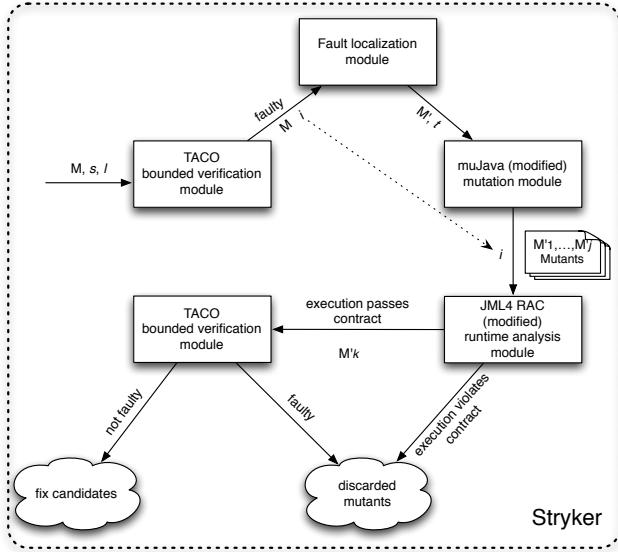 Fault localization
module
faulty
M i
M', t
M, s, l
TACO
bounded verification
module
muJava (modified)
mutation module
i
M'1,...,M'j
Mutants
TACO
bounded verification
module
execution passes
contract
M'k
JML4 RAC
(modified)
runtime analysis
module
not faulty
faulty
execution violates
contract
fix candidates
discarded
mutants
Stryker